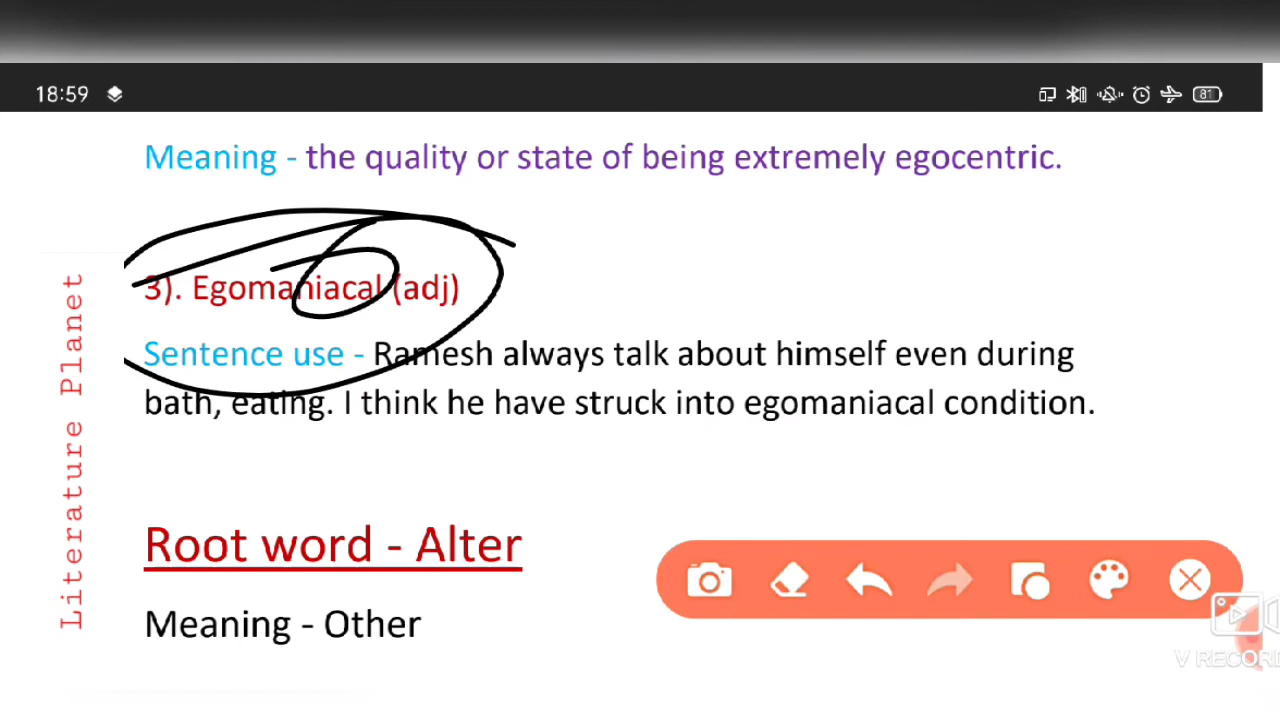 18:59
81
Meaning - the quality or state of being extremely egocentric.
3). Egomaniacal (adj)
Sentence use - Ramesh always talk about himself even during
bath, eating. I think he have struck into egomaniacal condition.
Root word - Alter
Meaning - Other
Literature Planet
V RECORD